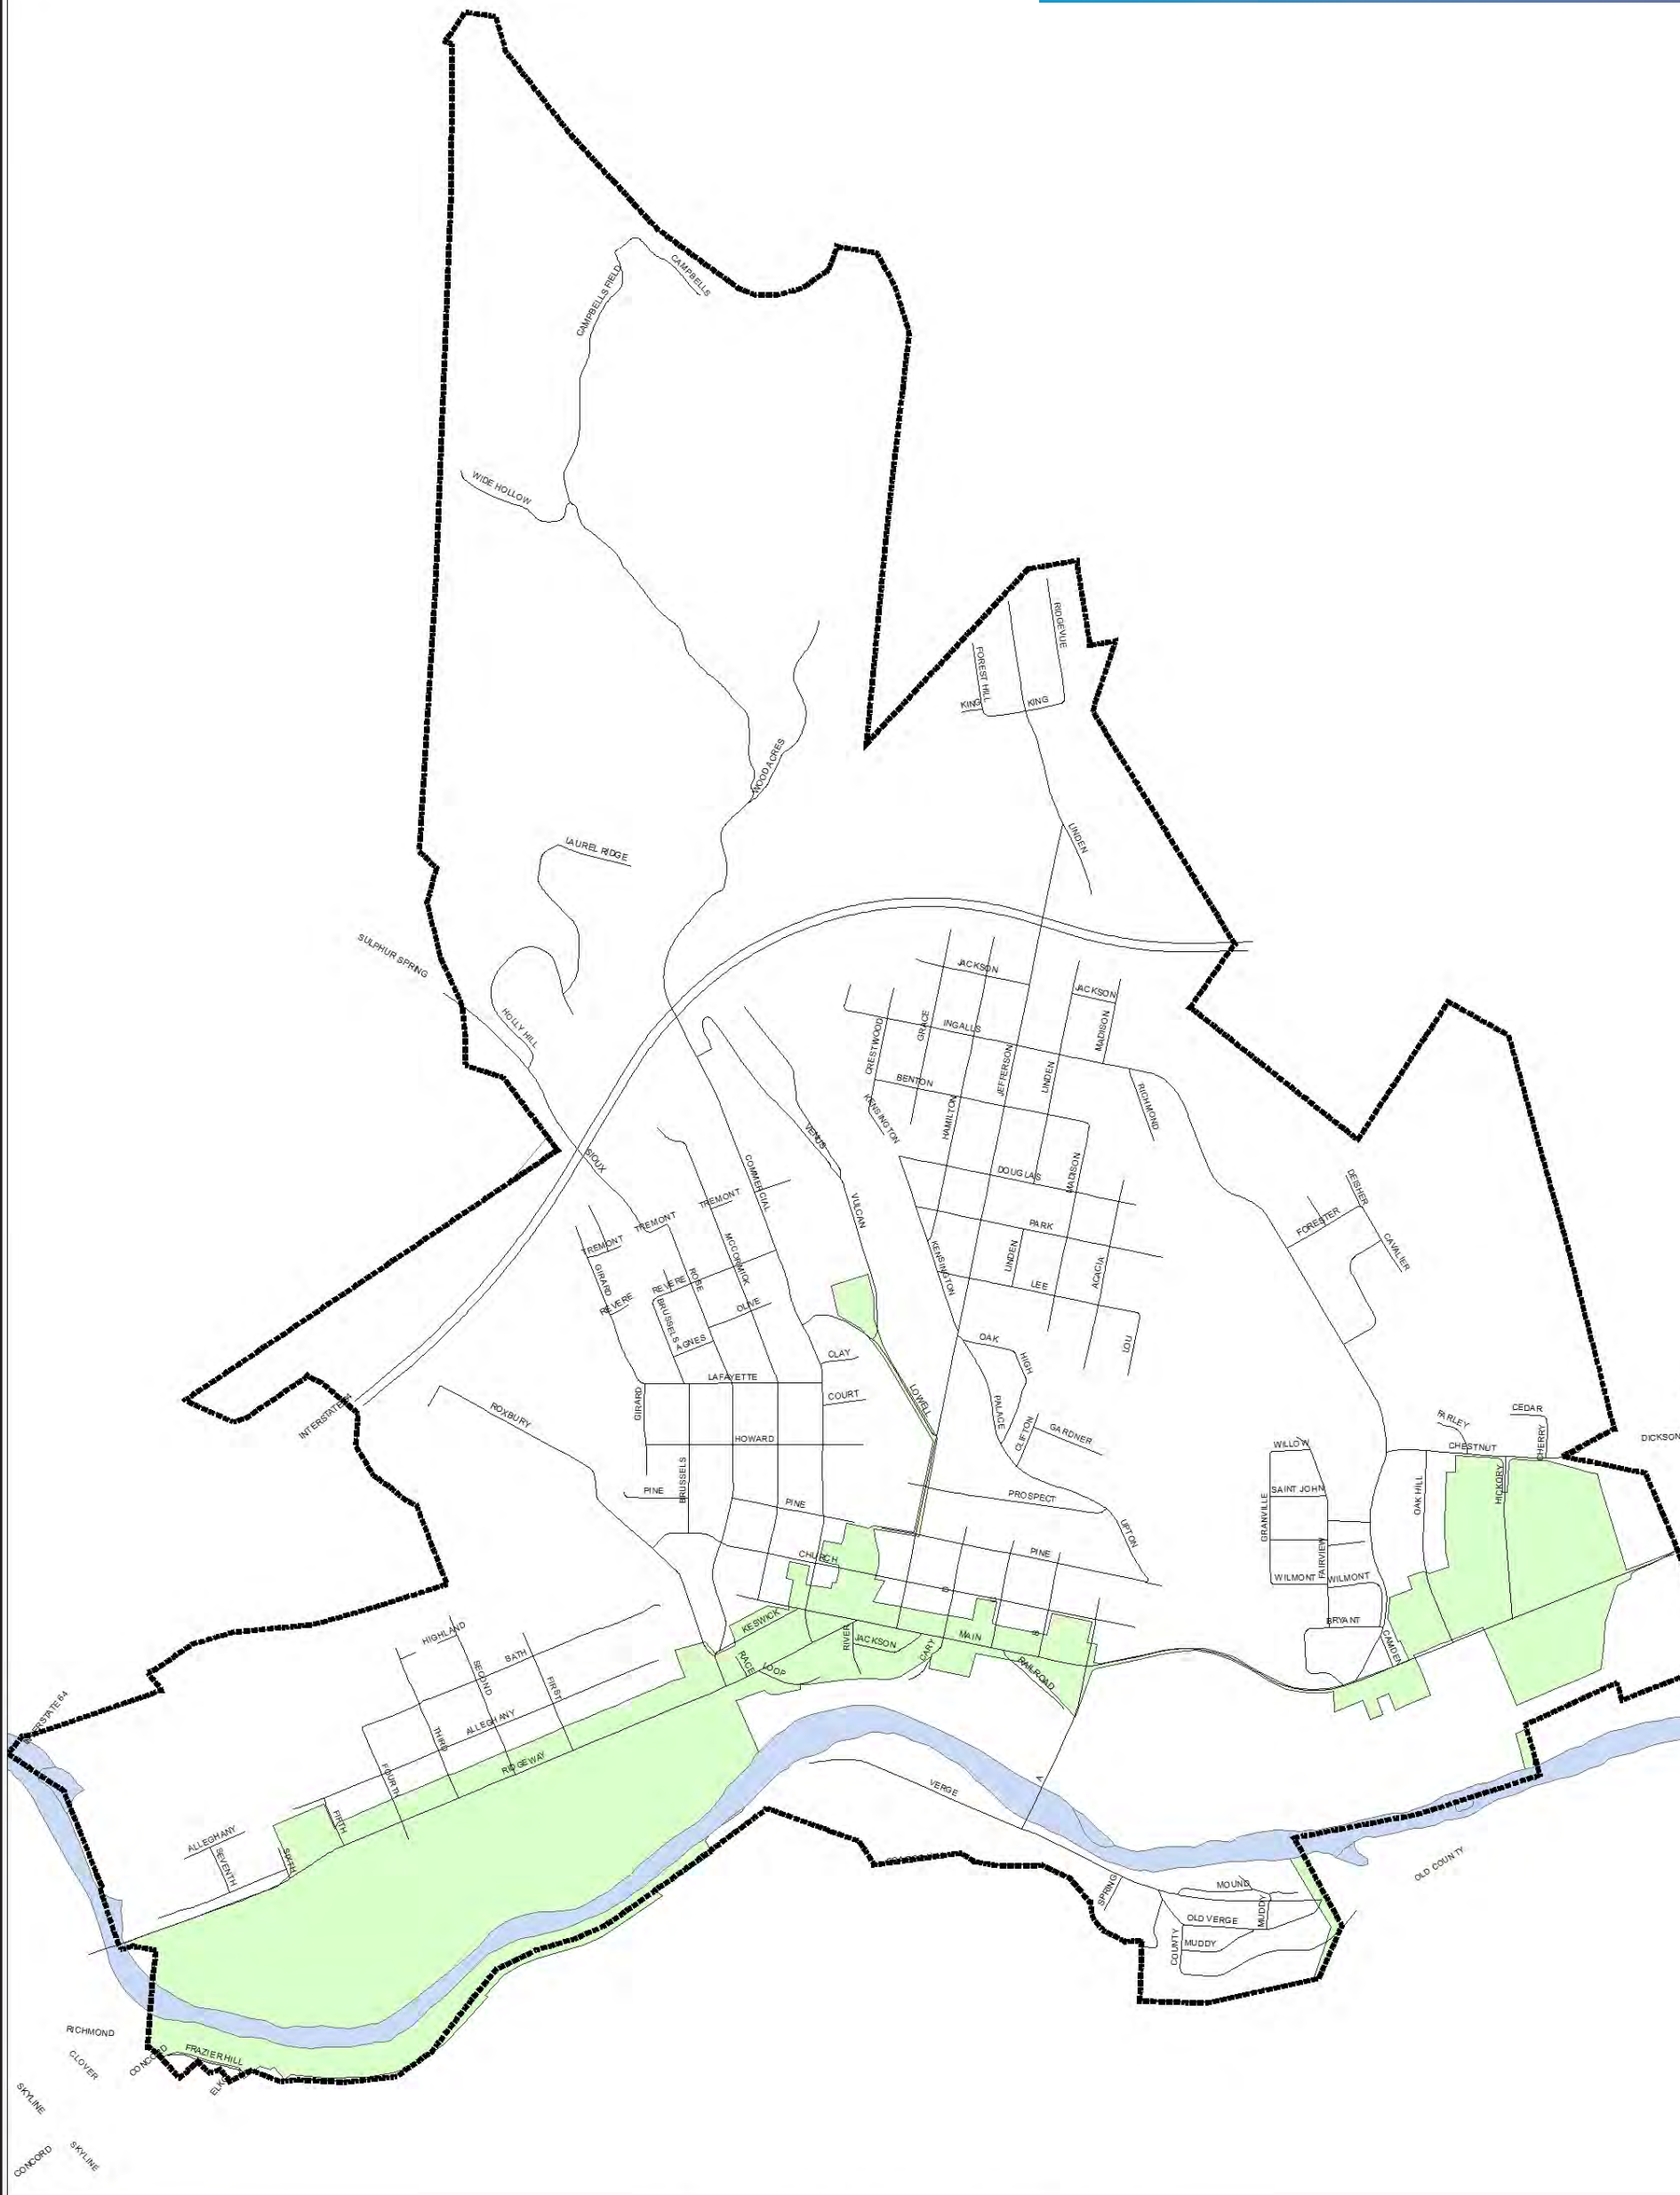 CAMPBELLS
CAMPBELLS FIELD
WIDE HOLLOW
RIDGEVUE
FOREST HILL
KING
KING
WOODACRES
LINDEN
LAUREL RIDGE
SULPHUR SPRING
HOLLY HILL
JACKSON
JACKSON
GRACE
INGALLS
MADISON
CRESTWOOD
JEFFERSON
LINDEN
BENTON
RICHMOND
KENSINGTON
HAMILTON
VENUS
SIOUX
COMMERCIAL
DOUGLAS
MADISON
DEISHER
TREMONT
TREMONT
TREMONT
VULCAN
PARK
FORESTER
CAVALIER
MCCORMICK
KENSINGTON
LINDEN
ACACIA
GIRARD
REVERE
ROSE
LEE
REVERE
BRUSSELS
OLIVE
AGNES
OAK
LOU
CLAY
HIGH
LAFAYETTE
COURT
LOWELL
GIRARD
ROXBURY
INTERSTATE 64
PALACE
CLIFTON
GARDNER
CEDAR
FARLEY
CHERRY
DICKSON
HOWARD
WILLOW
CHESTNUT
BRUSSELS
PINE
PINE
PROSPECT
SAINT JOHN
HICKORY
OAK HILL
GRANVILLE
UPTON
CHURCH
PINE
FAIRVIEW
WILMONT
WILMONT
KESWICK
BRYANT
HIGHLAND
BATH
RIVER
JACKSON
CARY
MAIN
CAMDEN
SECOND
RACE
LOOP
RAILROAD
FIRST
ALLEGHANY
THIRD
RIDGEWAY
FOURTH
INTERSTATE 64
VERGE
A
FIRTH
ALLEGHANY
SEVENTH
SIXTH
OLD COUNTY
SPRING
MOUND
MUDDY
OLD VERGE
COUNTY
MUDDY
RICHMOND
CLOVER
CONCORD
FRAZIER HILL
SKYLINE
CONCORD
SKYLINE